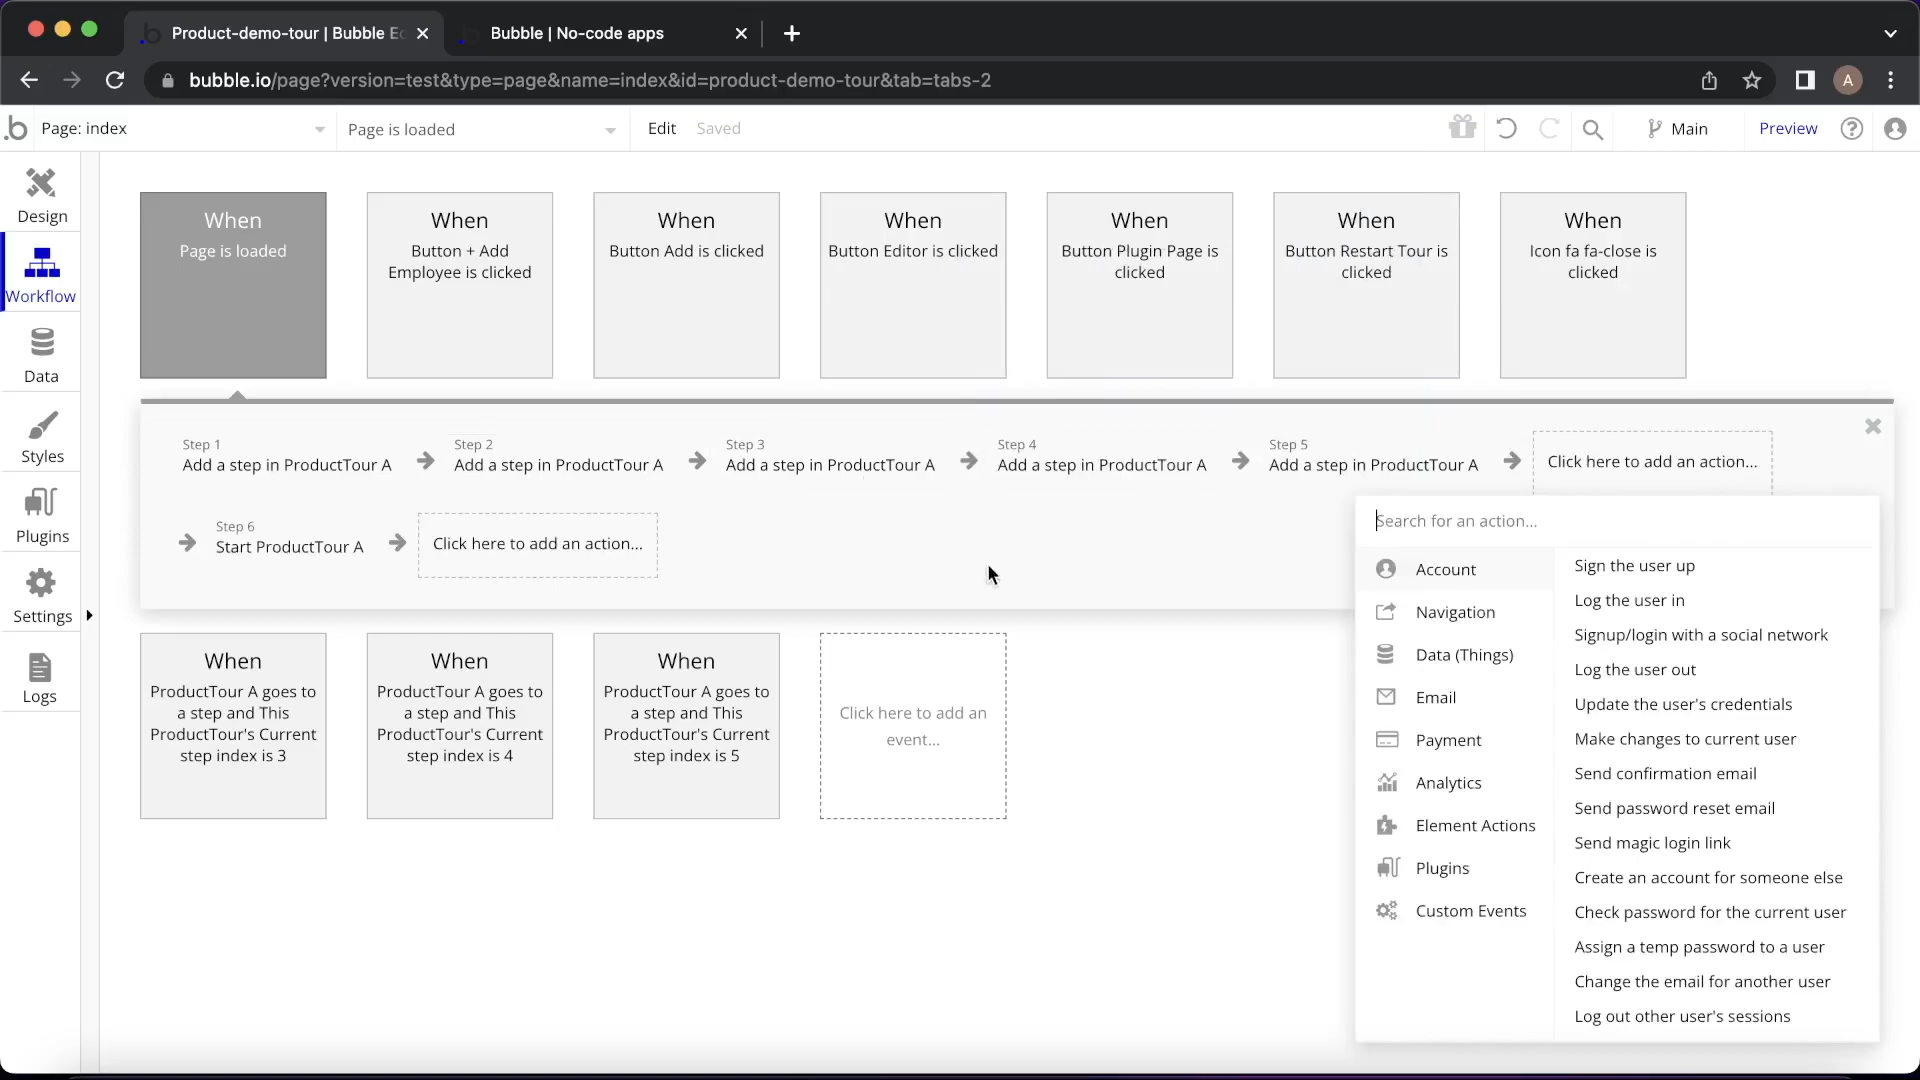 Product-demo-tour | Bubble E
Bubble | No-code apps
bubble.io/page?version=test&type=page&name=index&id=product-demo-tour&tab=tabs-2
A
b
Page: index
Page is loaded
Edit
Saved
Main
Preview
Design
Workflow
Data
Styles
Plugins
Settings
Logs
When
Page is loaded
When
Button + Add
Employee is clicked
When
Button Add is clicked
When
Button Editor is clicked
When
Button Plugin Page is
clicked
When
Button Restart Tour is
clicked
When
Icon fa fa-close is
clicked
Step 1
Add a step in ProductTour A
Step 2
Add a step in ProductTour A
Step 3
Add a step in ProductTour A
Step 4
Add a step in ProductTour A
Step 5
Add a step in ProductTour A
Click here to add an action...
Step 6
Start ProductTour A
Click here to add an action...
When
ProductTour A goes to
a step and This
ProductTour's Current
step index is 3
When
ProductTour A goes to
a step and This
ProductTour's Current
step index is 4
When
ProductTour A goes to
a step and This
ProductTour's Current
step index is 5
Click here to add an
event...
Search for an action...
Account
Navigation
Data (Things)
Email
Payment
Analytics
Element Actions
Plugins
Custom Events
Sign the user up
Log the user in
Signup/login with a social network
Log the user out
Update the user's credentials
Make changes to current user
Send confirmation email
Send password reset email
Send magic login link
Create an account for someone else
Check password for the current user
Assign a temp password to a user
Change the email for another user
Log out other user's sessions